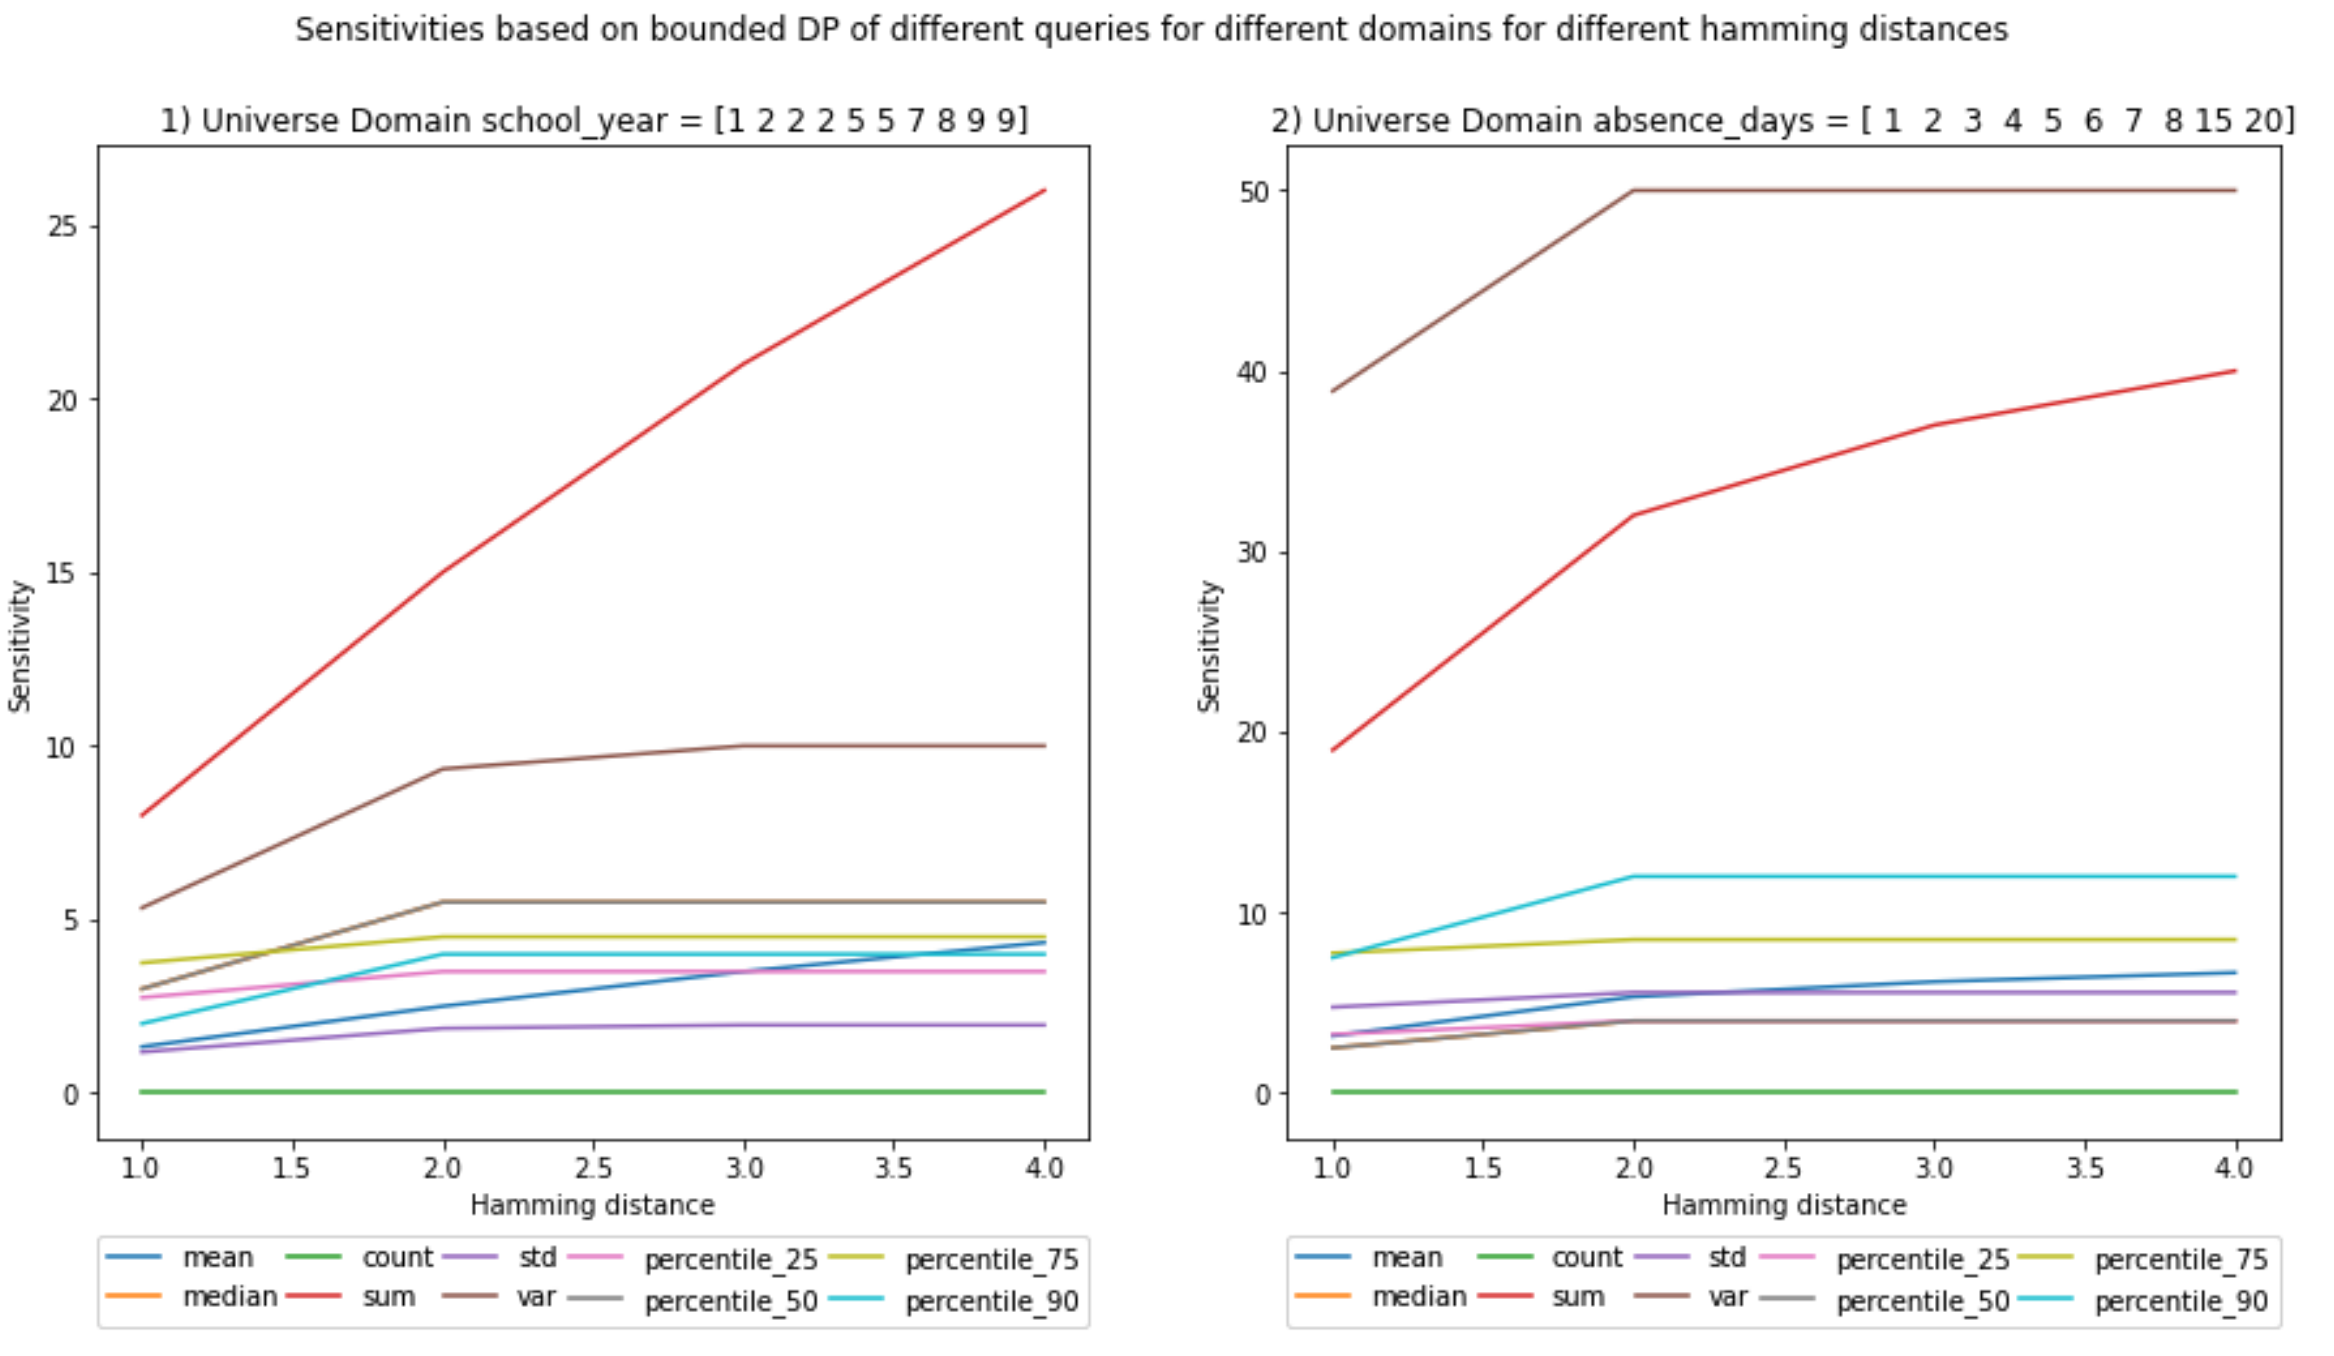 Sensitivities based on bounded DP of different queries for different domains for different hamming distances
1) Universe Domain school_year = [1 2 2 2 5 5 7 8 9 9]
25
20
15
10
5
0
Sensitivity
1.0 1.5 2.0 2.5 3.0 3.5 4.0
Hamming distance
mean count std percentile_25 percentile_75
median sum var percentile_50 percentile_90
2) Universe Domain absence_days = [ 1 2 3 4 5 6 7 8 15 20]
50
40
30
20
10
0
Sensitivity
1.0 1.5 2.0 2.5 3.0 3.5 4.0
Hamming distance
mean count std percentile_25 percentile_75
median sum var percentile_50 percentile_90